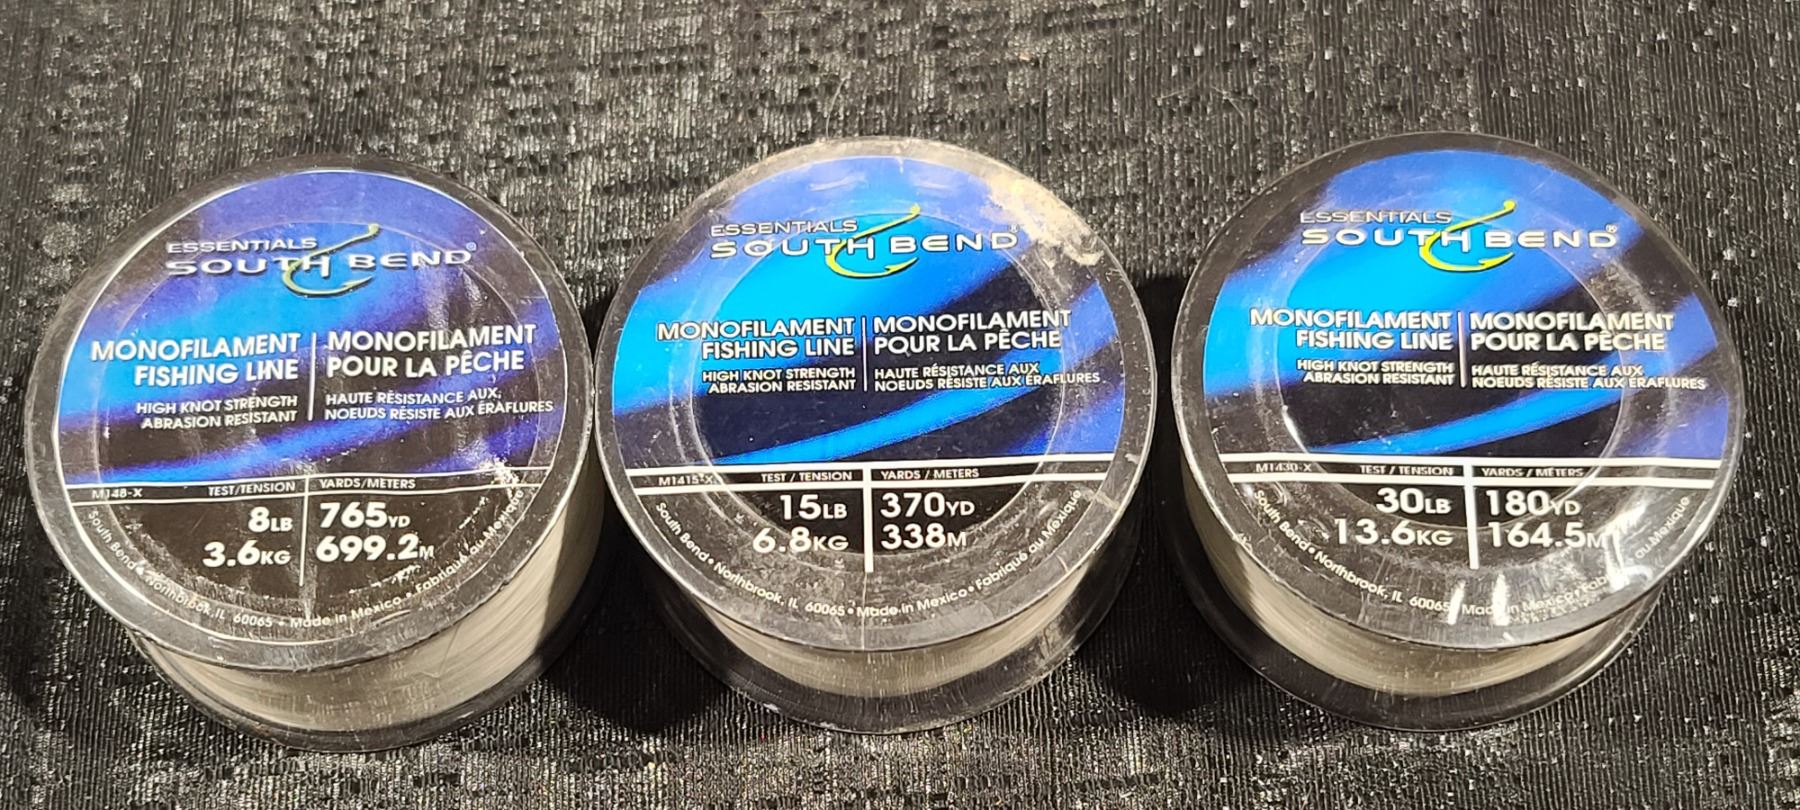 ESSENTIALS
SOUTH BEND®
MONOFILAMENT
FISHING LINE
MONOFILAMENT
POUR LA PÊCHE
HIGH KNOT STRENGTH
ABRASION RESISTANT
HAUTE RÉSISTANCE AUX
NOEUDS RÉSISTE AUX ÉRAFLURES
M148-X
TEST/TENSION
YARDS/METERS
8LB
3.6KG
765YD
699.2M
South Bend • Northbrook, IL 60065 • Made in Mexico • Fabriqué au Mexique
ESSENTIALS
SOUTH BEND®
MONOFILAMENT
FISHING LINE
MONOFILAMENT
POUR LA PÊCHE
HIGH KNOT STRENGTH
ABRASION RESISTANT
HAUTE RÉSISTANCE AUX
NOEUDS RÉSISTE AUX ÉRAFLURES
M1415-X
TEST / TENSION
YARDS / METERS
15LB
6.8KG
370YD
338M
South Bend • Northbrook, IL 60065 • Made in Mexico • Fabriqué au Mexique
ESSENTIALS
SOUTH BEND®
MONOFILAMENT
FISHING LINE
MONOFILAMENT
POUR LA PÊCHE
HIGH KNOT STRENGTH
ABRASION RESISTANT
HAUTE RÉSISTANCE AUX
NOEUDS RÉSISTE AUX ÉRAFLURES
M1430-X
TEST / TENSION
YARDS / METERS
30LB
13.6KG
180YD
164.5M
South Bend • Northbrook, IL 60065 Made in Mexico • au Mexique